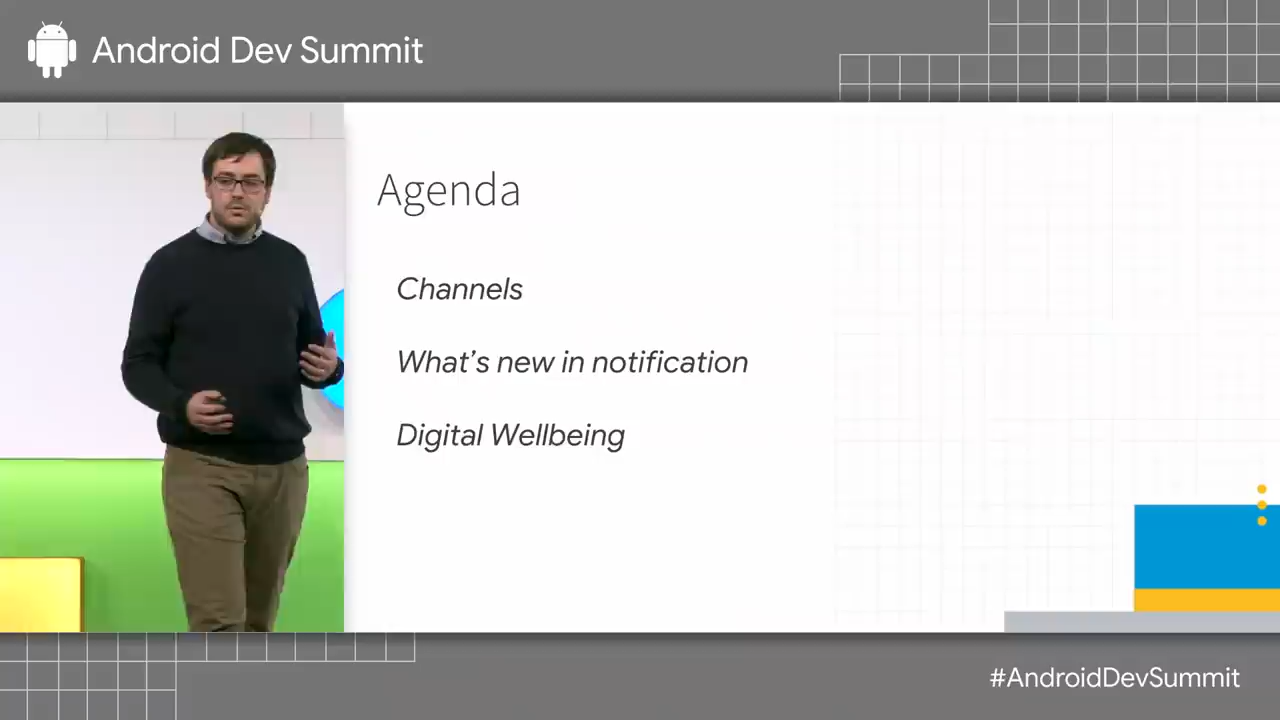 Android Dev Summit
Agenda
Channels
What's new in notification
Digital Wellbeing
#AndroidDevSummit